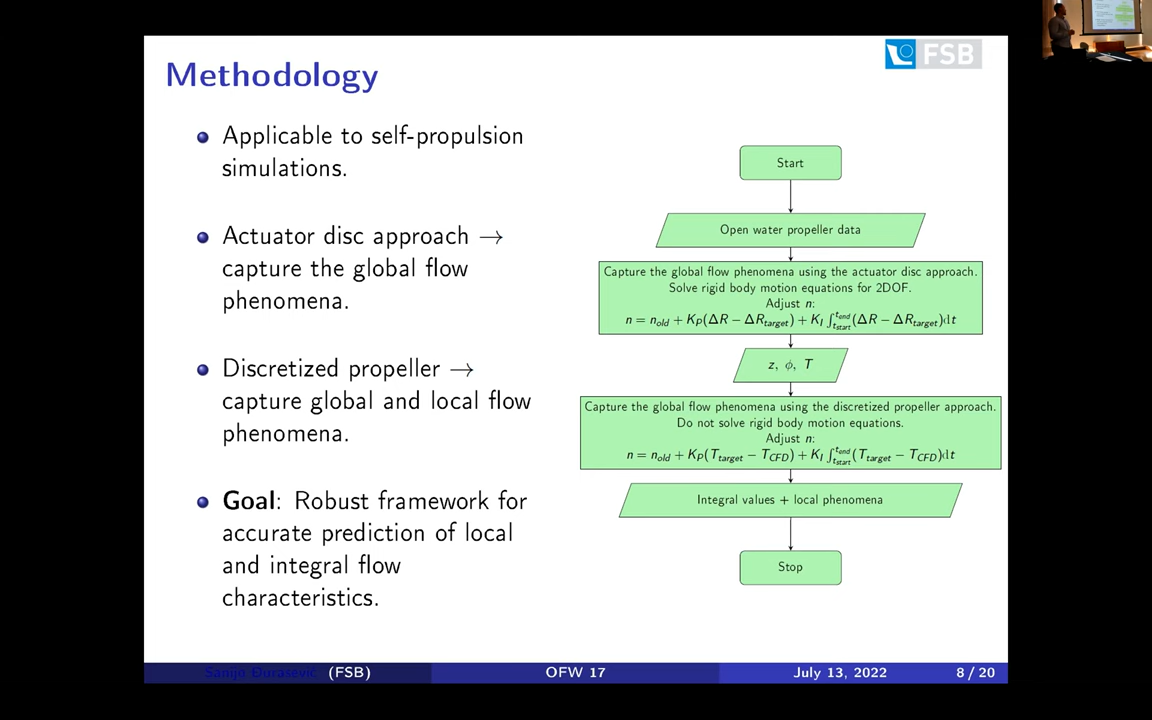 Methodology
FSB
Applicable to self-propulsion
simulations.
Actuator disc approach →
capture the global flow
phenomena.
Discretized propeller →
capture global and local flow
phenomena.
Goal: Robust framework for
accurate prediction of local
and integral flow
characteristics.
Start
Open water propeller data
Capture the global flow phenomena using the actuator disc approach.
Solve rigid body motion equations for 2DOF.
Adjust n:
n = n_old + K_P(ΔR − ΔR_target) + K_I ∫_{t_start}^{t_end}(ΔR − ΔR_target)dt
z, ϕ, T
Capture the global flow phenomena using the discretized propeller approach.
Do not solve rigid body motion equations.
Adjust n:
n = n_old + K_P(T_target − T_CFD) + K_I ∫_{t_start}^{t_end}(T_target − T_CFD)dt
Integral values + local phenomena
Stop
(FSB) OFW 17 July 13, 2022 8 / 20